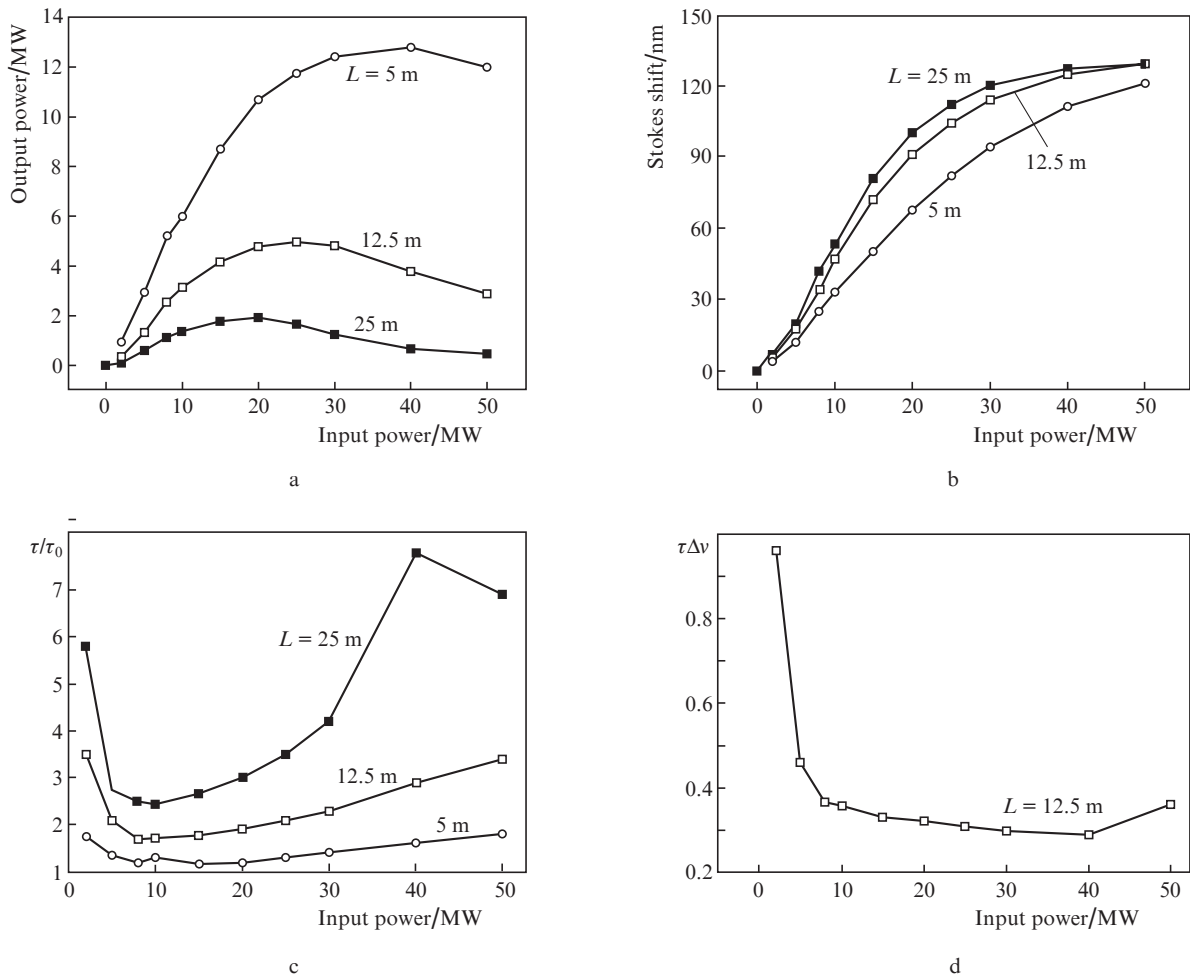 Output power/MW
14
12
10
8
6
4
2
0
L = 5 m
12.5 m
25 m
0 10 20 30 40 50
Input power/MW
a
Stokes shift/nm
150
120
90
60
30
0
L = 25 m
12.5 m
5 m
0 10 20 30 40 50
Input power/MW
b
τ/τ0
7
6
5
4
3
2
1
L = 25 m
12.5 m
5 m
0 10 20 30 40 50
Input power/MW
c
τΔν
0.8
0.6
0.4
0.2
L = 12.5 m
0 10 20 30 40 50
Input power/MW
d